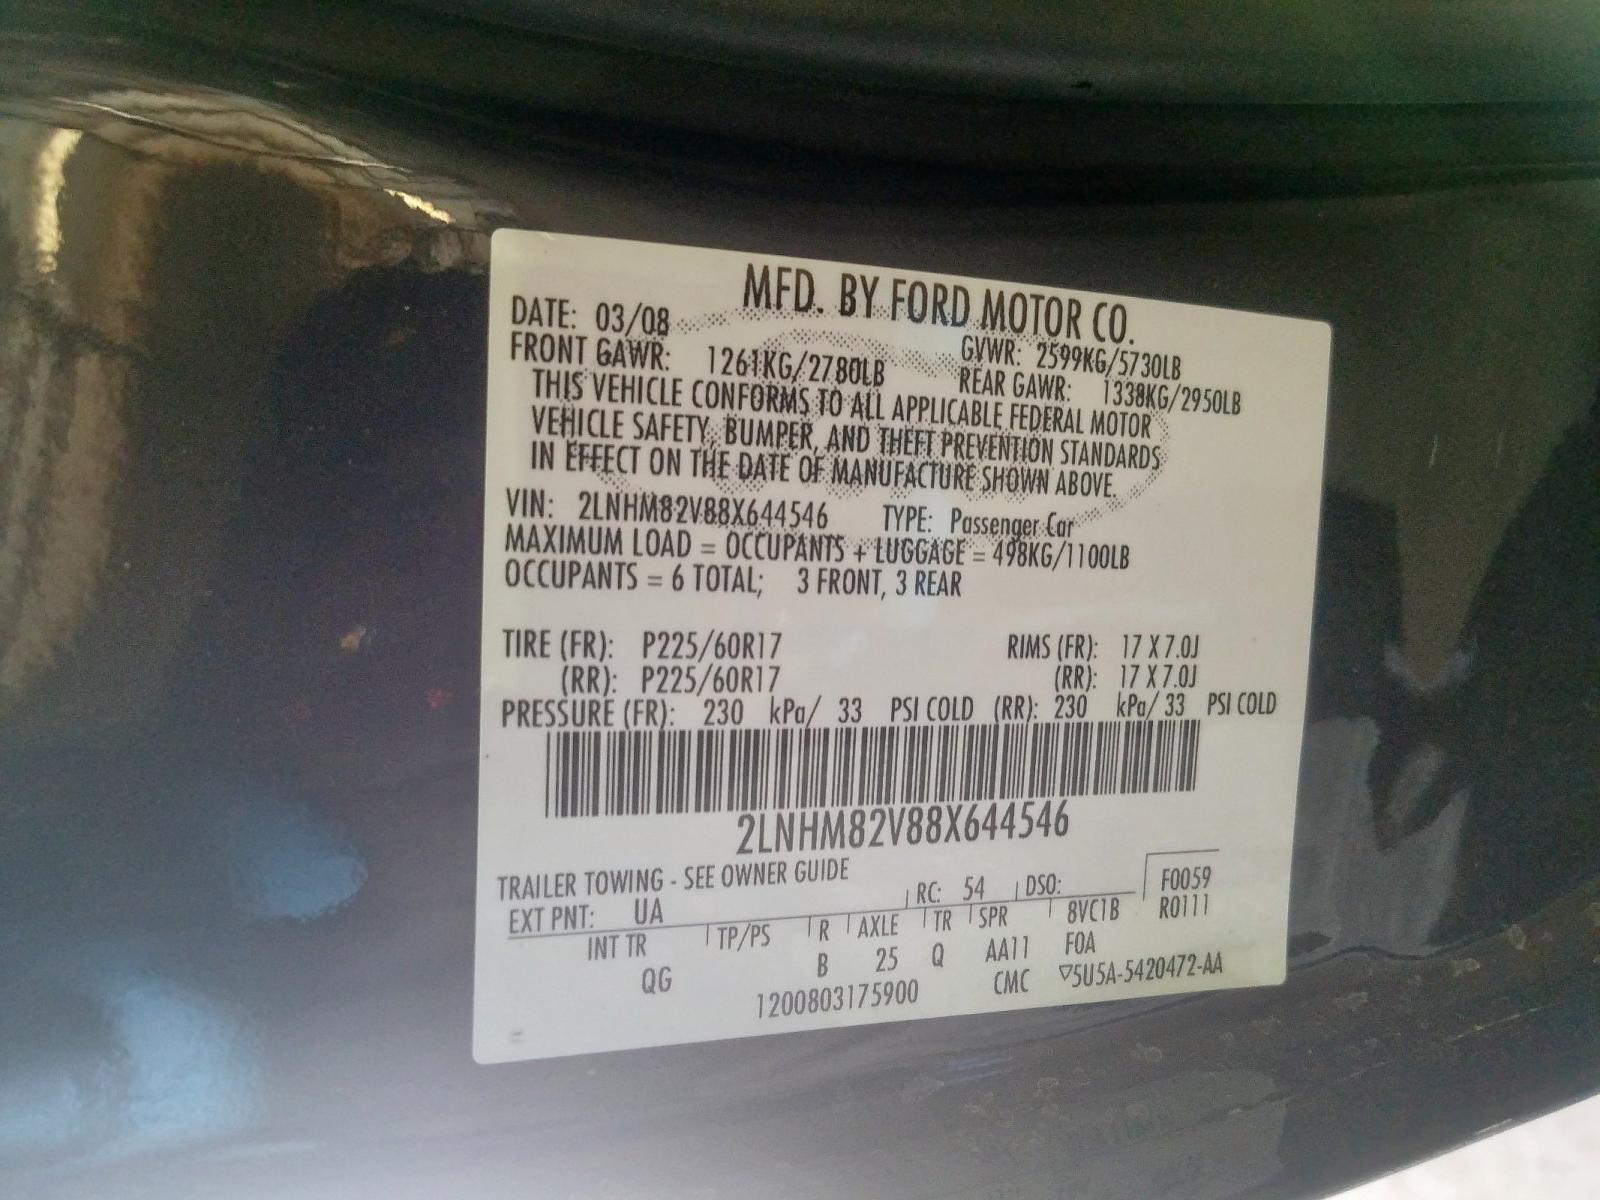 MFD. BY FORD MOTOR CO.
DATE: 03/08 GVWR: 2599KG/5730LB
FRONT GAWR: 1261KG/2780LB REAR GAWR: 1338KG/2950LB
THIS VEHICLE CONFORMS TO ALL APPLICABLE FEDERAL MOTOR
VEHICLE SAFETY, BUMPER, AND THEFT PREVENTION STANDARDS
IN EFFECT ON THE DATE OF MANUFACTURE SHOWN ABOVE.
VIN: 2LNHM82V88X644546 TYPE: Passenger Car
MAXIMUM LOAD = OCCUPANTS + LUGGAGE = 498KG/1100LB
OCCUPANTS = 6 TOTAL; 3 FRONT, 3 REAR
TIRE (FR): P225/60R17 RIMS (FR): 17 X 7.0J
(RR): P225/60R17 (RR): 17 X 7.0J
PRESSURE (FR): 230 kPa/ 33 PSI COLD (RR): 230 kPa/ 33 PSI COLD
2LNHM82V88X644546
TRAILER TOWING - SEE OWNER GUIDE
EXT PNT: UA RC: 54 DSO: F0059
INT TR TP/PS R AXLE TR SPR 8VC1B R0111
QG B 25 Q AA11 FOA
1200803175900 CMC ▽5U5A-5420472-AA